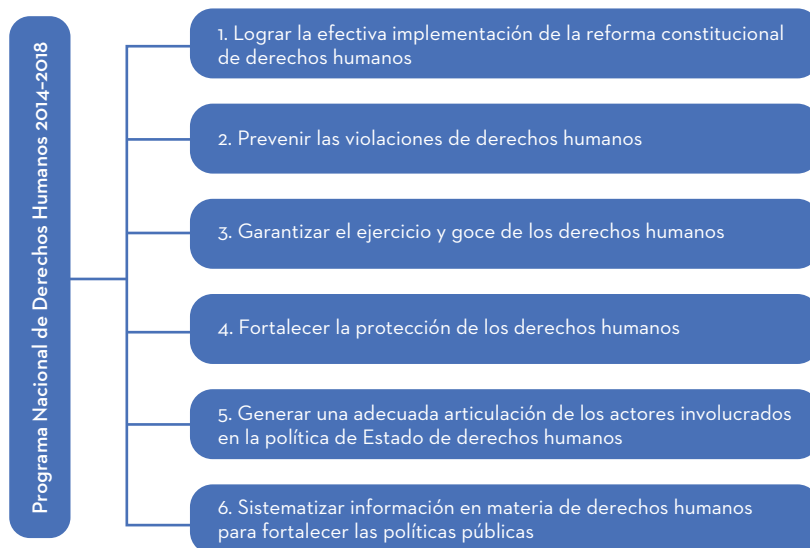 Programa Nacional de Derechos Humanos 2014-2018
1. Lograr la efectiva implementación de la reforma constitucional
de derechos humanos
2. Prevenir las violaciones de derechos humanos
3. Garantizar el ejercicio y goce de los derechos humanos
4. Fortalecer la protección de los derechos humanos
5. Generar una adecuada articulación de los actores involucrados
en la política de Estado de derechos humanos
6. Sistematizar información en materia de derechos humanos
para fortalecer las políticas públicas